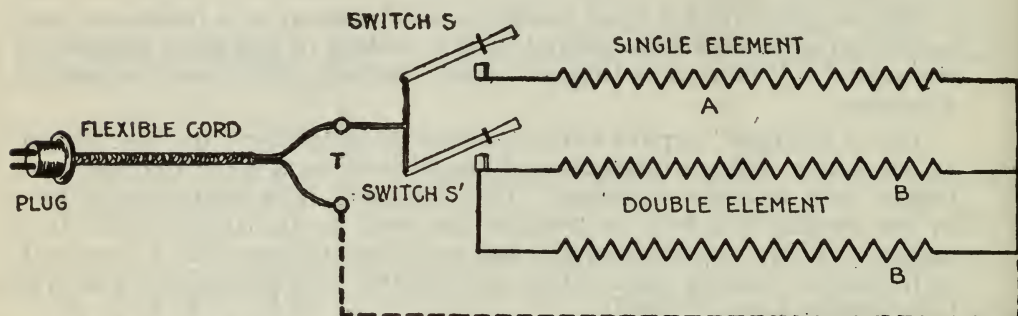 SWITCH S
SINGLE ELEMENT
A
FLEXIBLE CORD
T
PLUG
SWITCH S'
B
DOUBLE ELEMENT
B